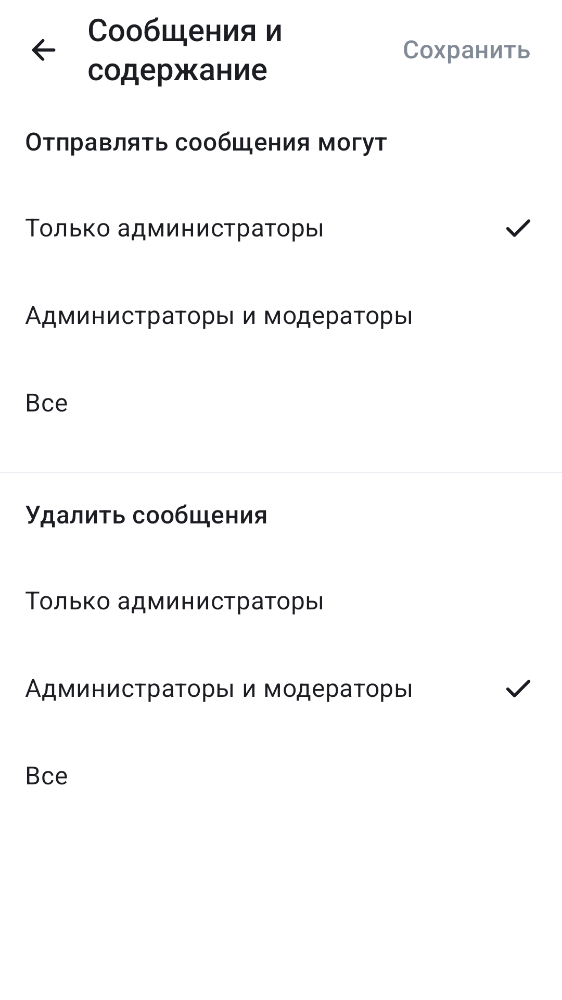 Сообщения и
содержание
Сохранить
Отправлять сообщения могут
Только администраторы
Администраторы и модераторы
Все
Удалить сообщения
Только администраторы
Администраторы и модераторы
Все